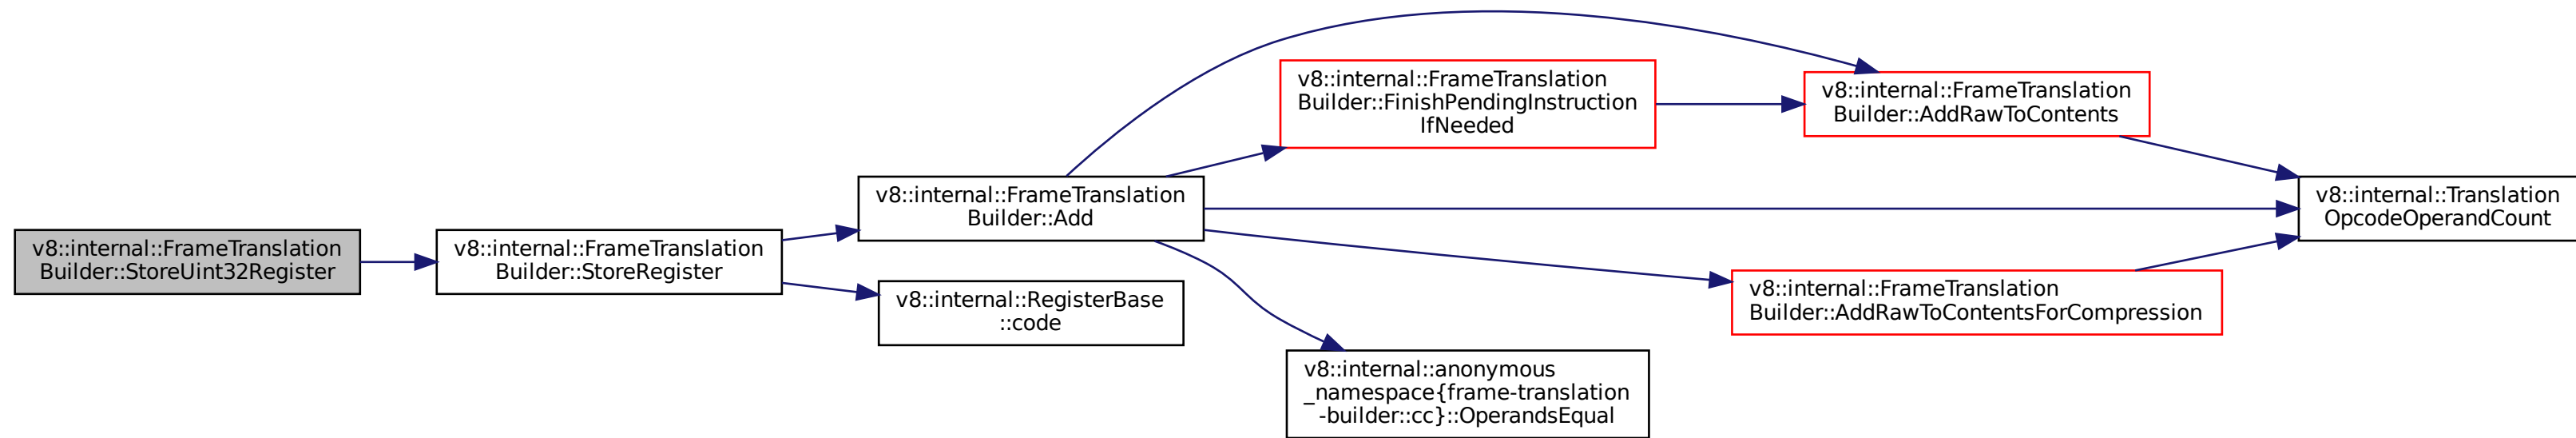 v8::internal::FrameTranslation
Builder::StoreUint32Register
v8::internal::FrameTranslation
Builder::StoreRegister
v8::internal::FrameTranslation
Builder::Add
v8::internal::RegisterBase
::code
v8::internal::FrameTranslation
Builder::FinishPendingInstruction
IfNeeded
v8::internal::anonymous
_namespace{frame-translation
-builder::cc}::OperandsEqual
v8::internal::FrameTranslation
Builder::AddRawToContents
v8::internal::FrameTranslation
Builder::AddRawToContentsForCompression
v8::internal::Translation
OpcodeOperandCount